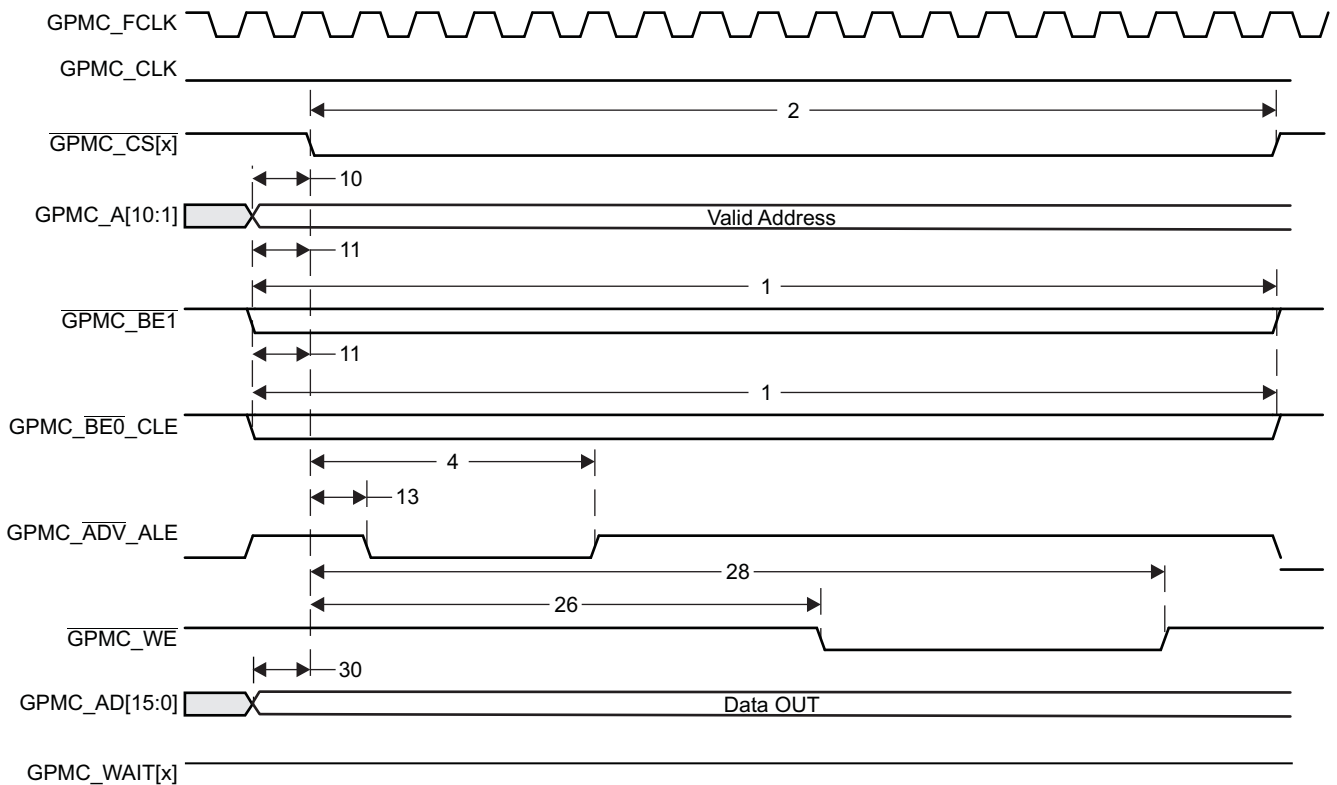 GPMC_FCLK
GPMC_CLK
2
GPMC_CS[x]
10
GPMC_A[10:1]
Valid Address
11
1
GPMC_BE1
11
1
GPMC_BE0_CLE
4
13
GPMC_ADV_ALE
28
26
GPMC_WE
30
GPMC_AD[15:0]
Data OUT
GPMC_WAIT[x]